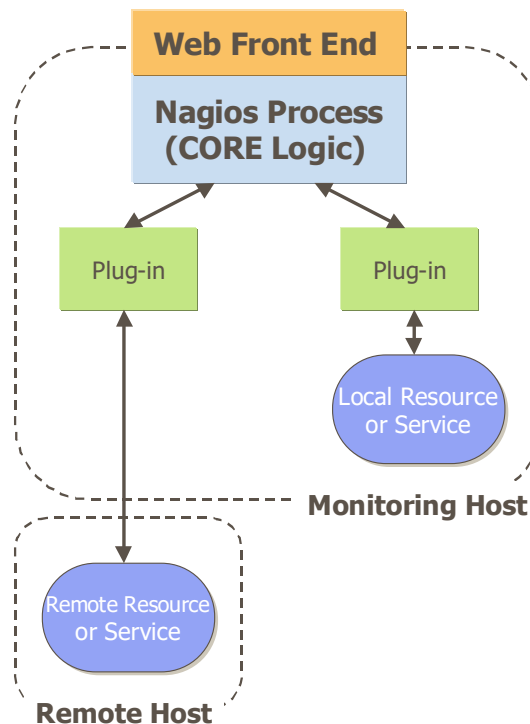 Web Front End
Nagios Process
(CORE Logic)
Plug-in
Plug-in
Local Resource
or Service
Monitoring Host
Remote Resource
or Service
Remote Host